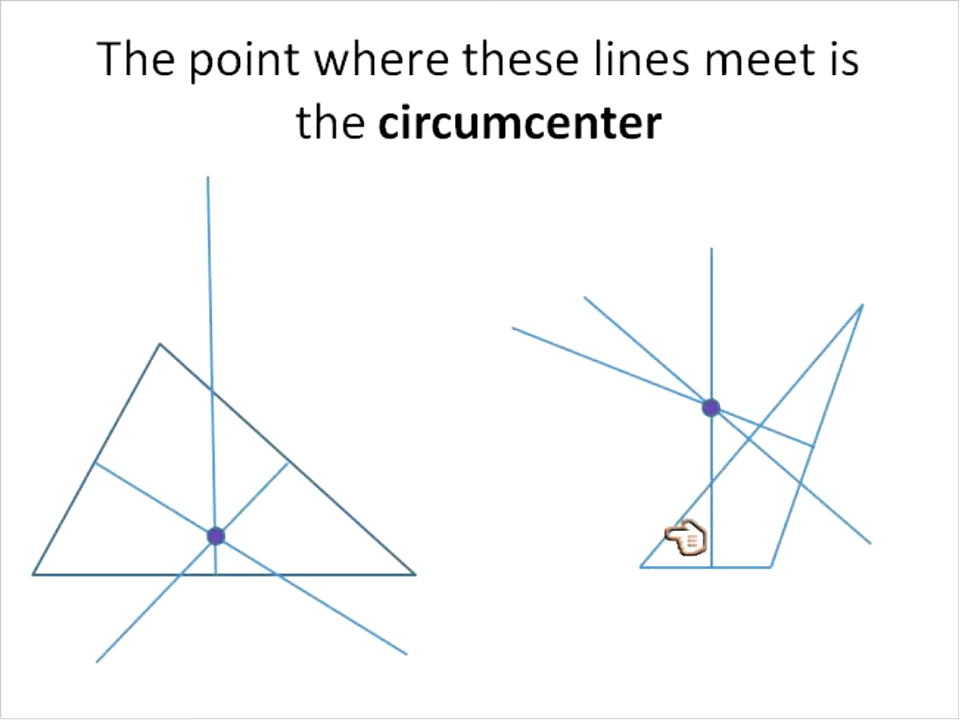 The point where these lines meet is
the circumcenter